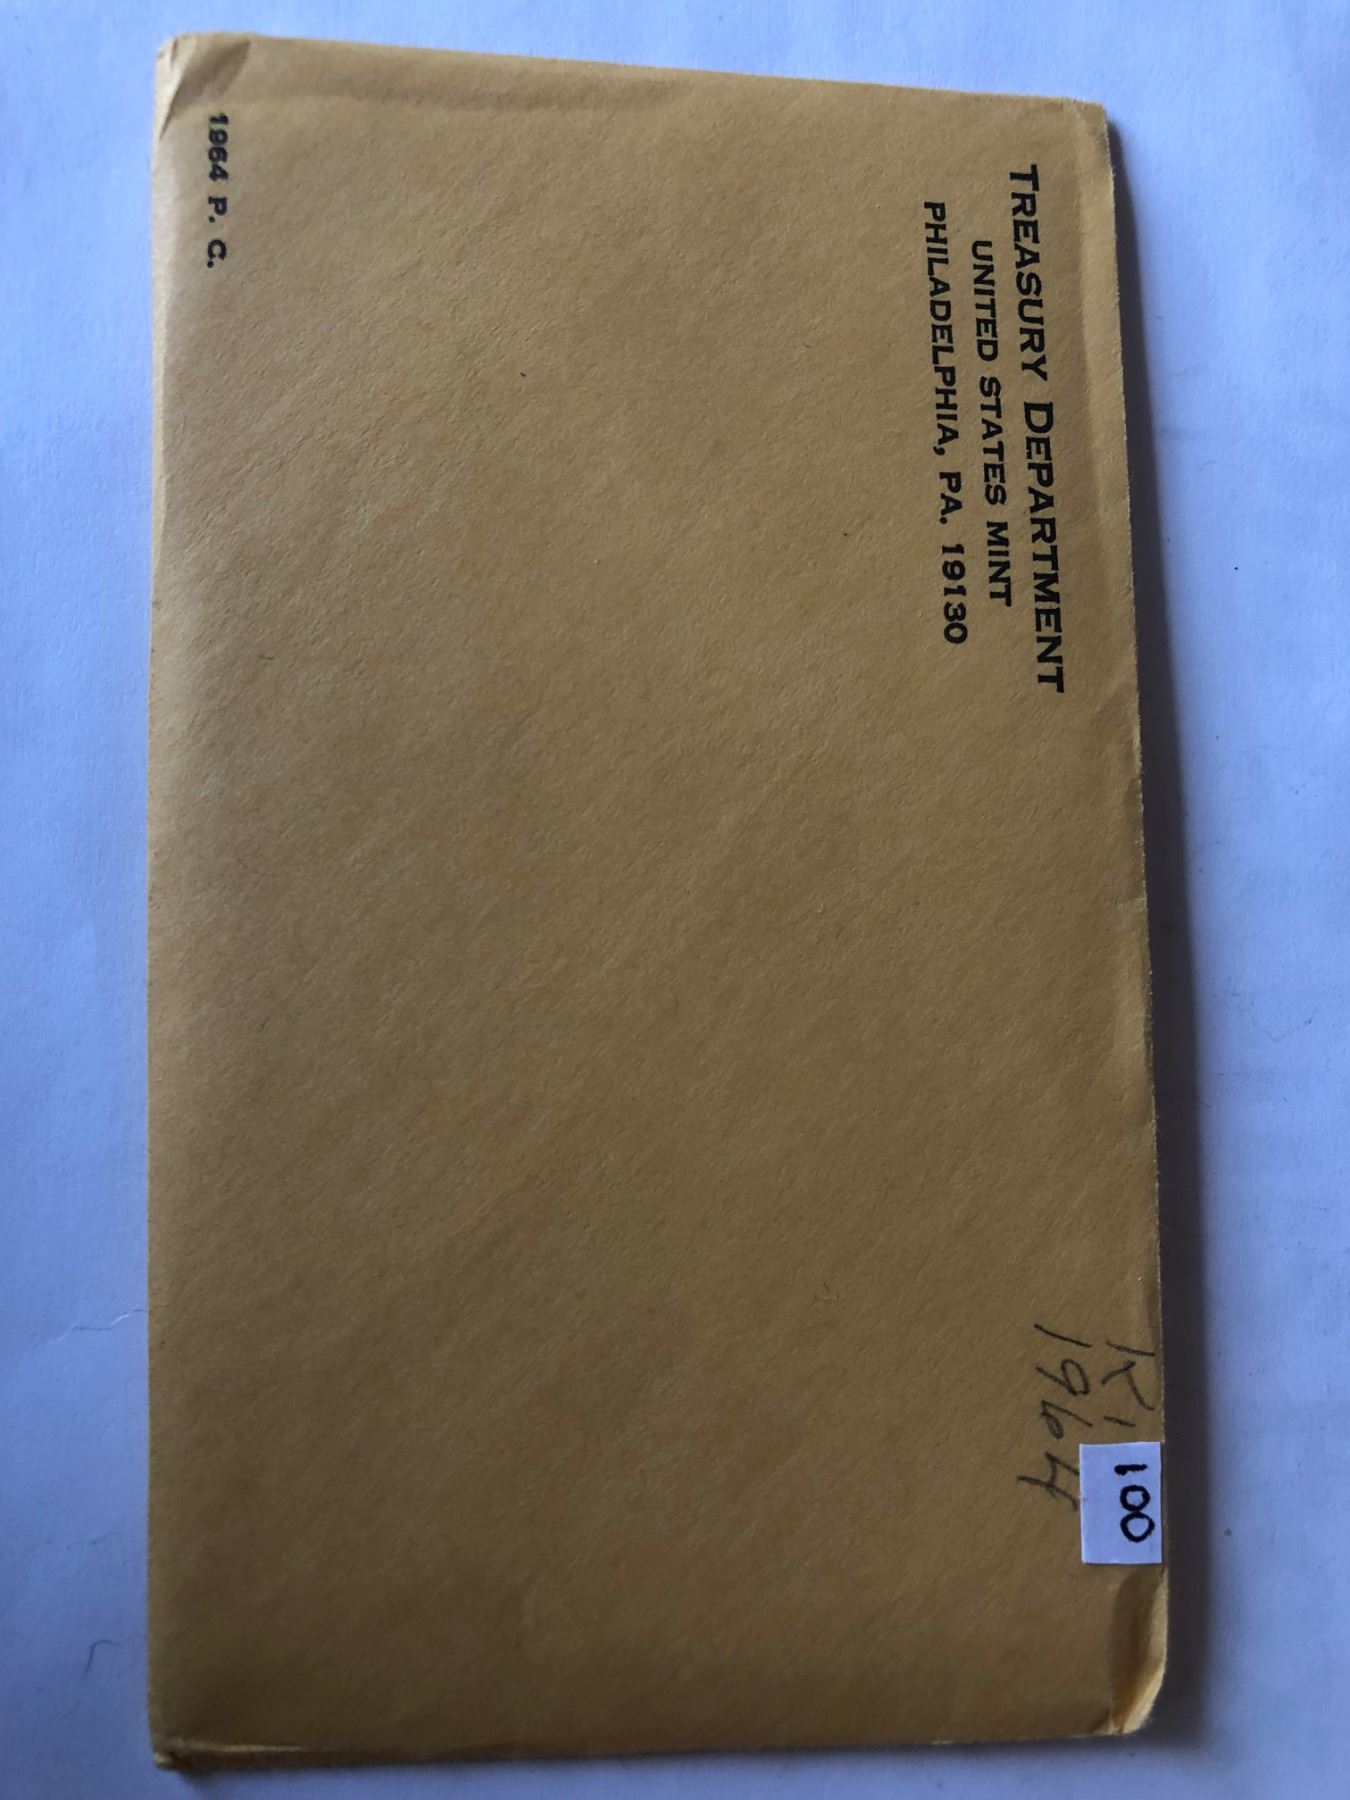 TREASURY DEPARTMENT
UNITED STATES MINT
PHILADELPHIA, PA. 19130
1964
100
1964 P. C.